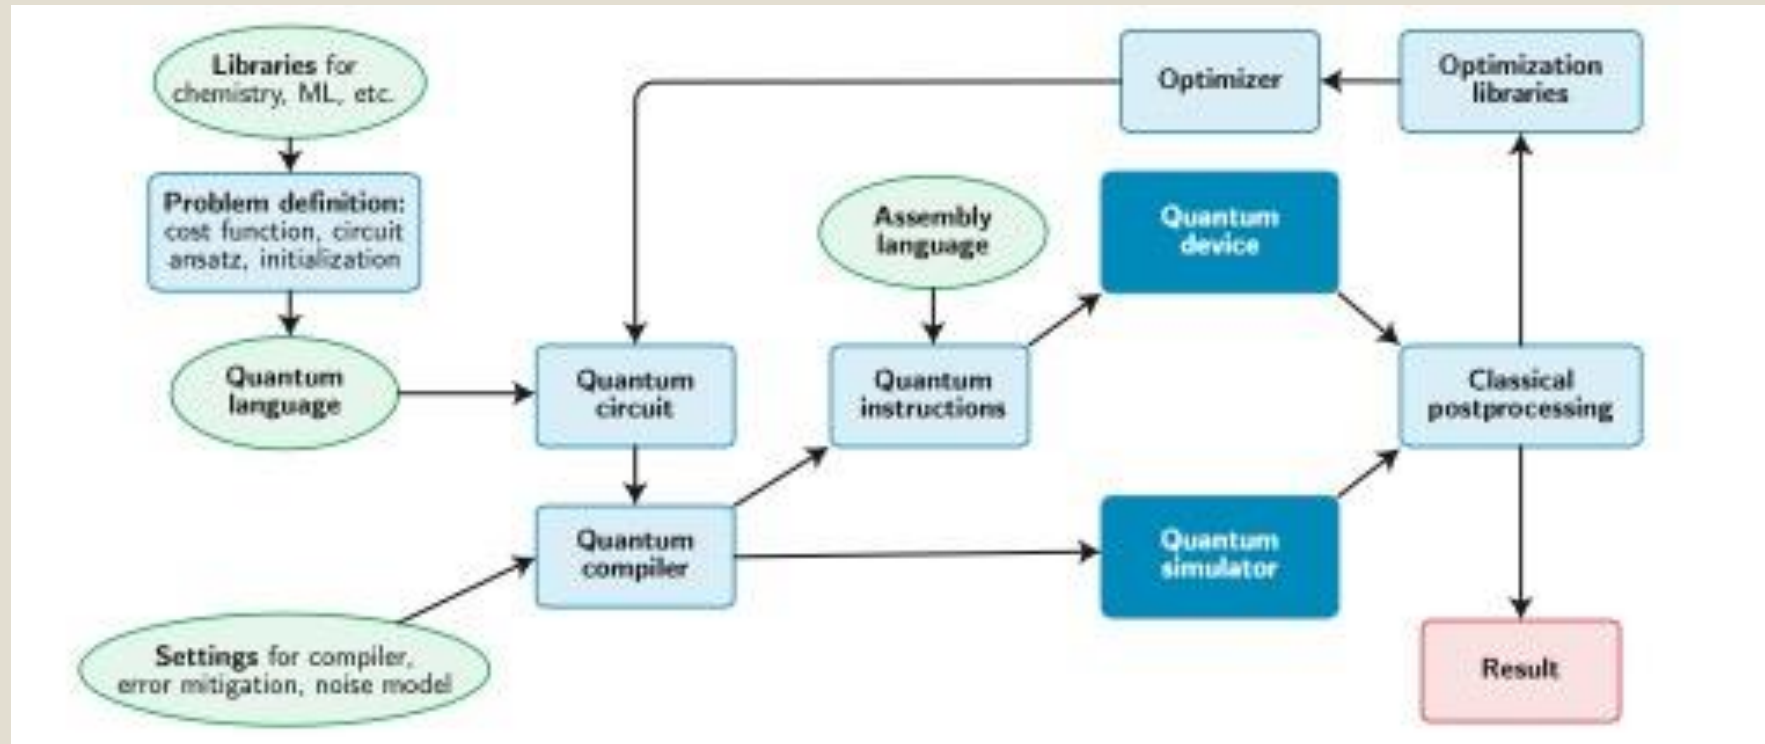 Libraries for
chemistry, ML, etc.
Problem definition:
cost function, circuit
ansatz, initialization
Quantum
language
Settings for compiler,
error mitigation, noise model
Quantum
circuit
Quantum
compiler
Assembly
language
Quantum
instructions
Quantum
device
Quantum
simulator
Optimizer
Optimization
libraries
Classical
postprocessing
Result